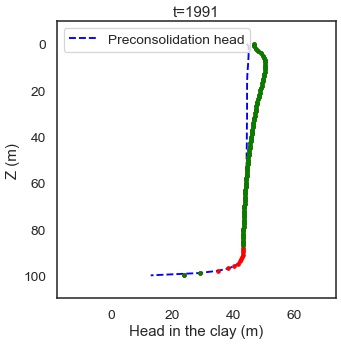 t=1991
Preconsolidation head
0
20
40
60
80
100
Z (m)
0 20 40 60
Head in the clay (m)